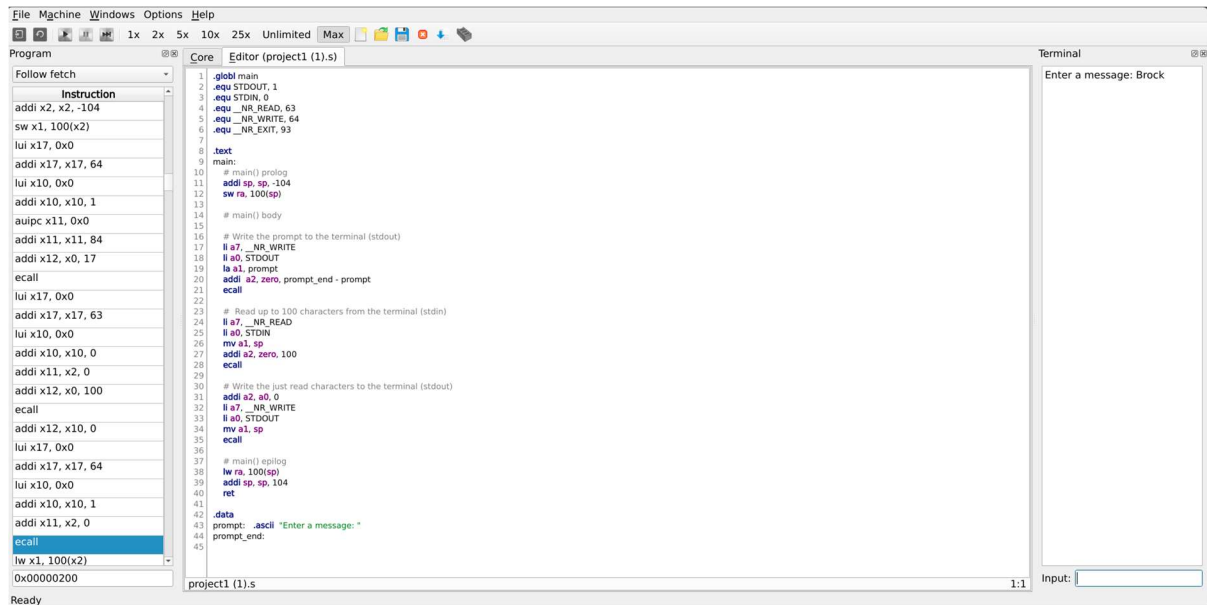 File Machine Windows Options Help
1x 2x 5x 10x 25x Unlimited Max
Program
Follow fetch
Instruction
addi x2, x2, -104
sw x1, 100(x2)
lui x17, 0x0
addi x17, x17, 64
lui x10, 0x0
addi x10, x10, 1
auipc x11, 0x0
addi x11, x11, 84
addi x12, x0, 17
ecall
lui x17, 0x0
addi x17, x17, 63
lui x10, 0x0
addi x10, x10, 0
addi x11, x2, 0
addi x12, x0, 100
ecall
addi x12, x10, 0
lui x17, 0x0
addi x17, x17, 64
lui x10, 0x0
addi x10, x10, 1
addi x11, x2, 0
ecall
lw x1, 100(x2)
0x00000200
Core Editor (project1 (1).s)
1 .globl main
2 .equ STDOUT, 1
3 .equ STDIN, 0
4 .equ __NR_READ, 63
5 .equ __NR_WRITE, 64
6 .equ __NR_EXIT, 93
7
8 .text
9 main:
10 # main() prolog
11 addi sp, sp, -104
12 sw ra, 100(sp)
13
14 # main() body
15
16 # Write the prompt to the terminal (stdout)
17 li a7, __NR_WRITE
18 li a0, STDOUT
19 la a1, prompt
20 addi a2, zero, prompt_end - prompt
21 ecall
22
23 # Read up to 100 characters from the terminal (stdin)
24 li a7, __NR_READ
25 li a0, STDIN
26 mv a1, sp
27 addi a2, zero, 100
28 ecall
29
30 # Write the just read characters to the terminal (stdout)
31 addi a2, a0, 0
32 li a7, __NR_WRITE
33 li a0, STDOUT
34 mv a1, sp
35 ecall
36
37 # main() epilog
38 lw ra, 100(sp)
39 addi sp, sp, 104
40 ret
41
42 .data
43 prompt: .ascii "Enter a message: "
44 prompt_end:
45
project1 (1).s 1:1
Terminal
Enter a message: Brock
Input:
Ready